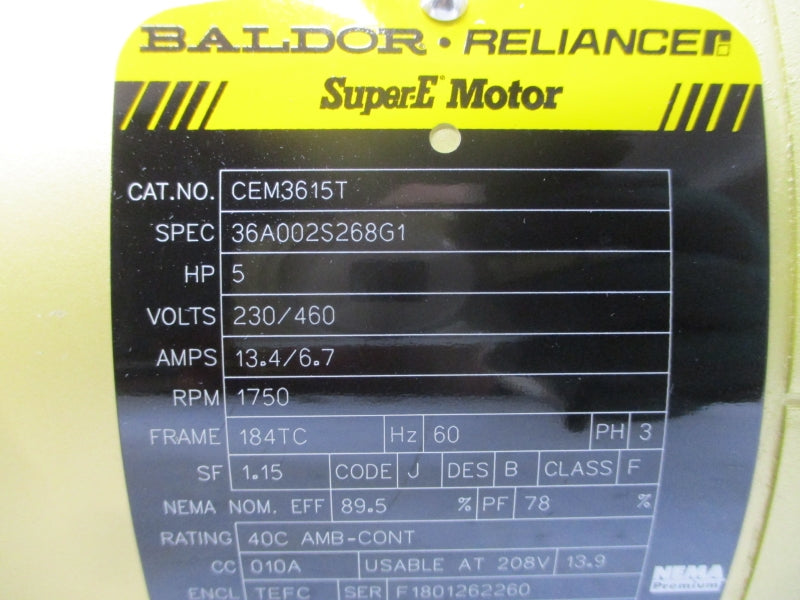 BALDOR • RELIANCER
Super-E® Motor
CAT.NO. CEM3615T
SPEC 36A002S268G1
HP 5
VOLTS 230/460
AMPS 13.4/6.7
RPM 1750
FRAME 184TC Hz 60 PH 3
SF 1.15 CODE J DES B CLASS F
NEMA NOM. EFF 89.5 % PF 78 %
RATING 40C AMB-CONT
CC 010A USABLE AT 208V 13.9
NEMA
Premium
ENCL TEFC SER F1801262260